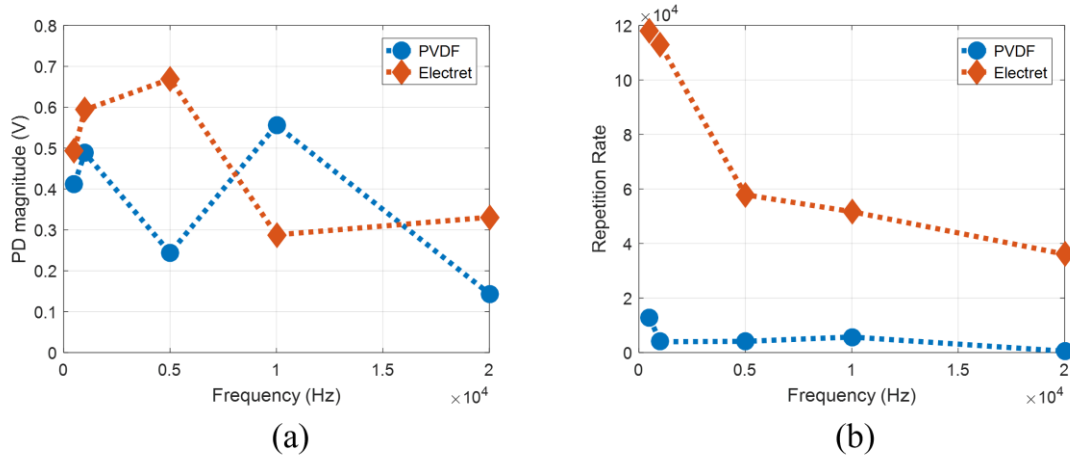 0.8
0.7
0.6
0.5
0.4
0.3
0.2
0.1
0
PD magnitude (V)
PVDF
Electret
0 0.5 1 1.5 2
Frequency (Hz) ×10⁴
(a)
×10⁴
12
10
8
6
4
2
0
Repetition Rate
PVDF
Electret
0 0.5 1 1.5 2
Frequency (Hz) ×10⁴
(b)